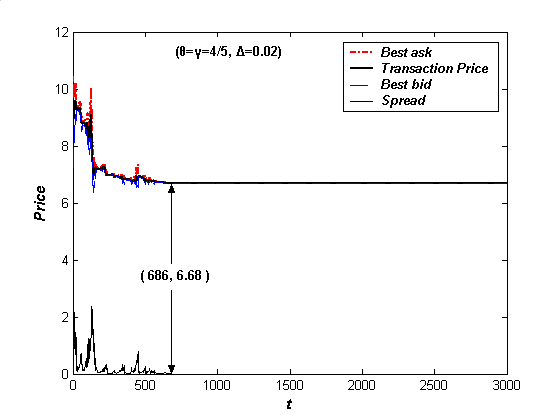 (θ=γ=4/5, Δ=0.02)
Best ask
Transaction Price
Best bid
Spread
12
10
8
6
4
2
0
Price
( 686, 6.68 )
0 500 1000 1500 2000 2500 3000
t